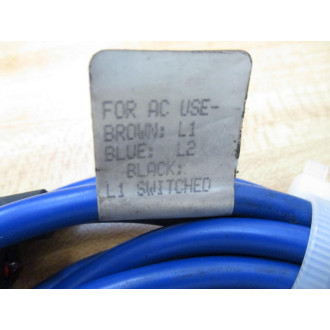 FOR AC USE-
BROWN: L1
BLUE: L2
BLACK:
L1 SWITCHED